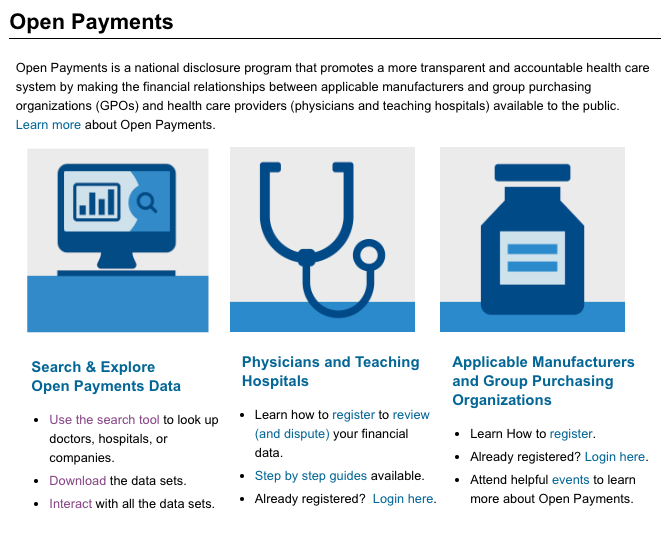 Open Payments
Open Payments is a national disclosure program that promotes a more transparent and accountable health care
system by making the financial relationships between applicable manufacturers and group purchasing
organizations (GPOs) and health care providers (physicians and teaching hospitals) available to the public.
Learn more about Open Payments.
Search & Explore
Open Payments Data
• Use the search tool to look up
doctors, hospitals, or
companies.
• Download the data sets.
• Interact with all the data sets.
Physicians and Teaching
Hospitals
• Learn how to register to review
(and dispute) your financial
data.
• Step by step guides available.
• Already registered? Login here.
Applicable Manufacturers
and Group Purchasing
Organizations
• Learn How to register.
• Already registered? Login here.
• Attend helpful events to learn
more about Open Payments.